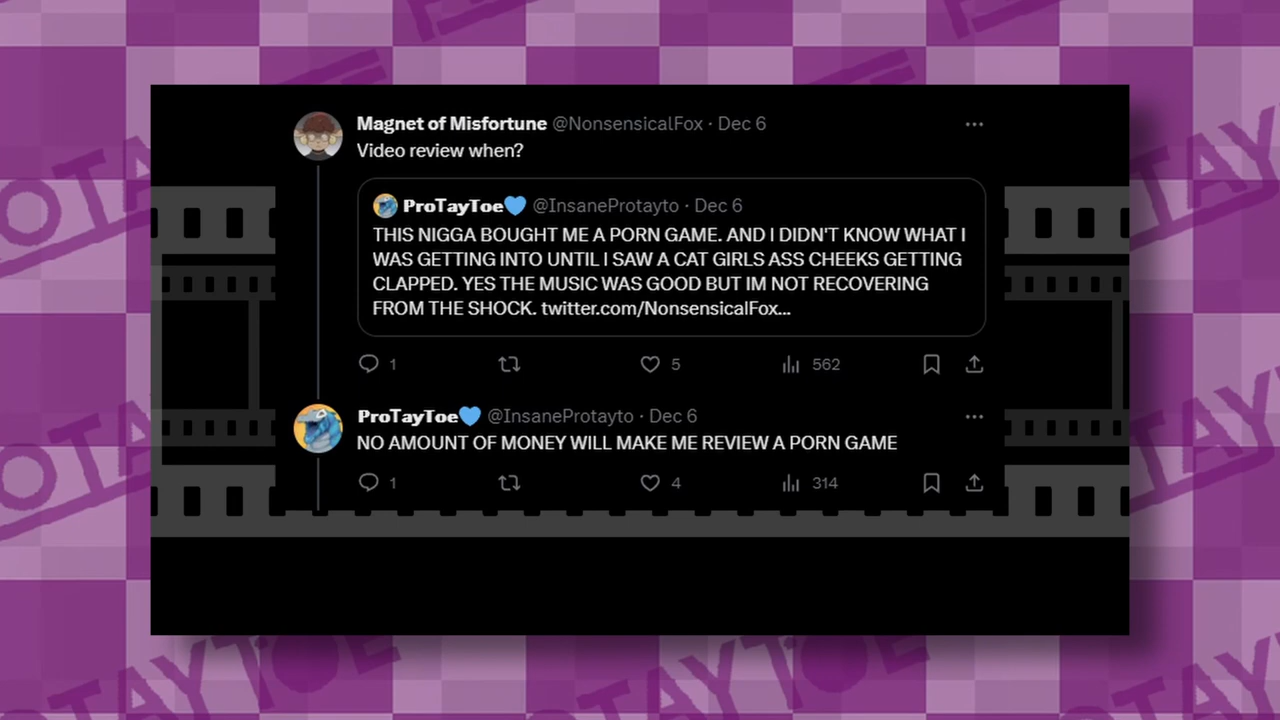 Magnet of Misfortune @NonsensicalFox · Dec 6
Video review when?
ProTayToe💙 @InsaneProtayto · Dec 6
THIS NIGGA BOUGHT ME A PORN GAME. AND I DIDN'T KNOW WHAT I
WAS GETTING INTO UNTIL I SAW A CAT GIRLS ASS CHEEKS GETTING
CLAPPED. YES THE MUSIC WAS GOOD BUT IM NOT RECOVERING
FROM THE SHOCK. twitter.com/NonsensicalFox...
1 5 562
ProTayToe💙 @InsaneProtayto · Dec 6
NO AMOUNT OF MONEY WILL MAKE ME REVIEW A PORN GAME
1 4 314